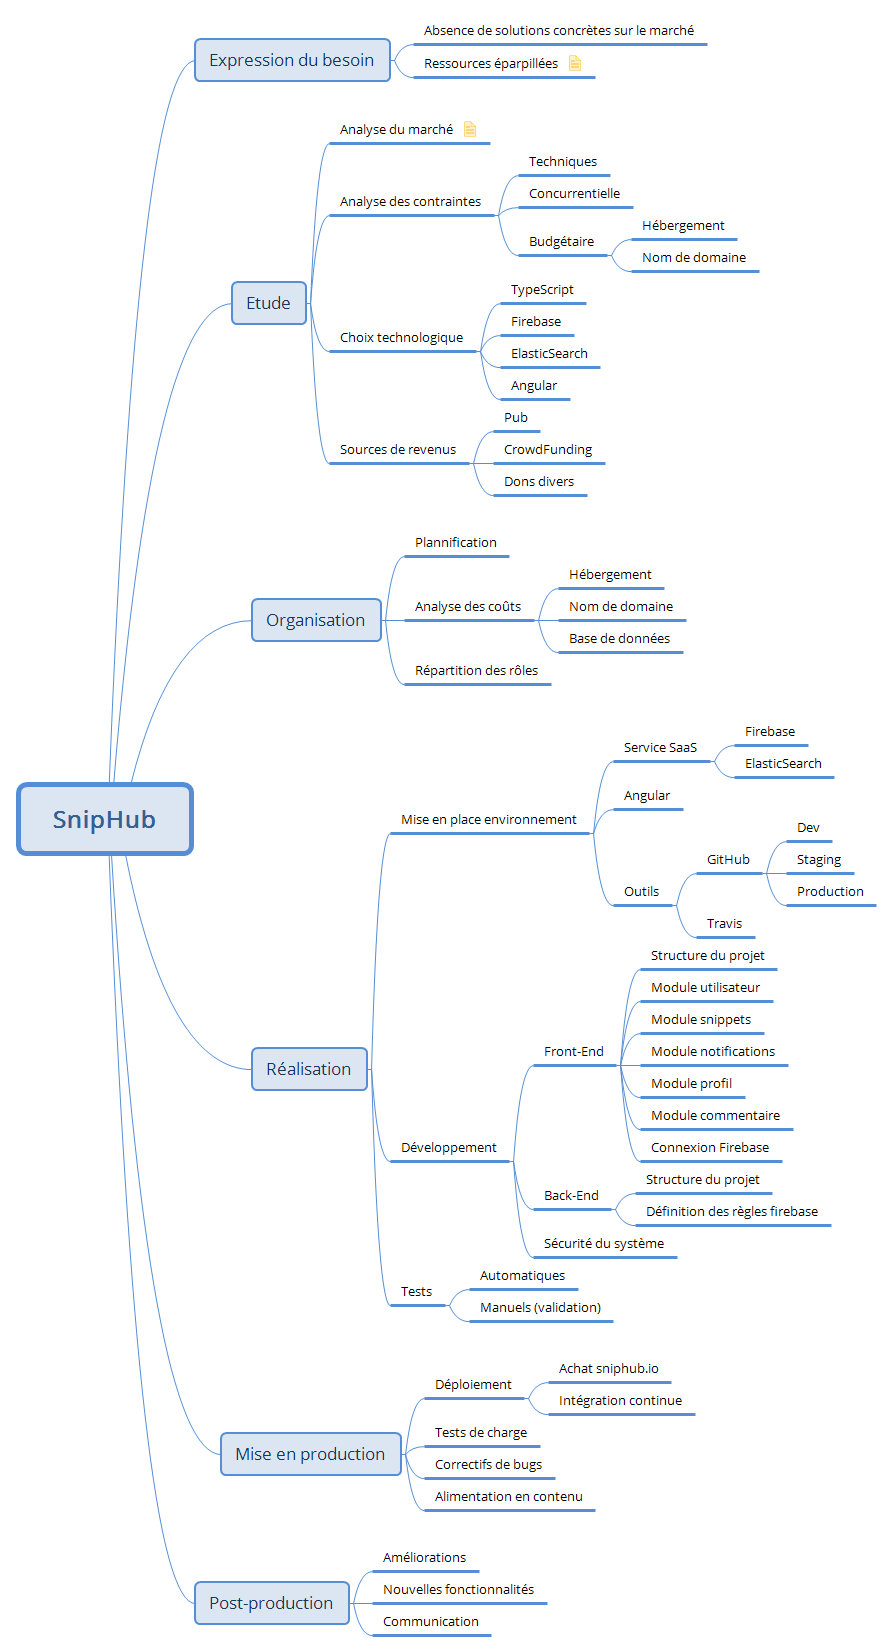 SnipHub
Expression du besoin
Absence de solutions concrètes sur le marché
Ressources éparpillées
Etude
Analyse du marché
Analyse des contraintes
Techniques
Concurrentielle
Budgétaire
Hébergement
Nom de domaine
Choix technologique
TypeScript
Firebase
ElasticSearch
Angular
Sources de revenus
Pub
CrowdFunding
Dons divers
Organisation
Plannification
Analyse des coûts
Hébergement
Nom de domaine
Base de données
Répartition des rôles
Réalisation
Mise en place environnement
Service SaaS
Firebase
ElasticSearch
Angular
Outils
GitHub
Dev
Staging
Production
Travis
Développement
Front-End
Structure du projet
Module utilisateur
Module snippets
Module notifications
Module profil
Module commentaire
Connexion Firebase
Back-End
Structure du projet
Définition des règles firebase
Sécurité du système
Tests
Automatiques
Manuels (validation)
Mise en production
Déploiement
Achat sniphub.io
Intégration continue
Tests de charge
Correctifs de bugs
Alimentation en contenu
Post-production
Améliorations
Nouvelles fonctionnalités
Communication